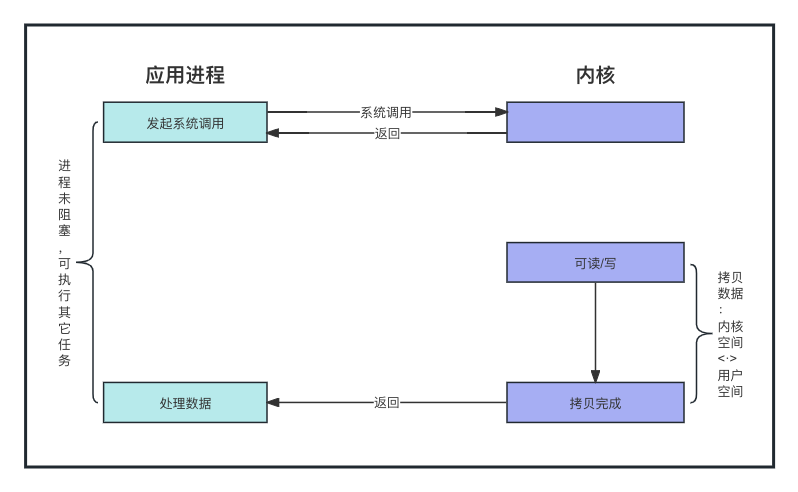 应用进程
内核
发起系统调用
系统调用
返回
进
程
未
阻
塞
，
可
执
行
其
它
任
务
可读/写
拷贝
数据
：
内核
空间
<·>
用户
空间
处理数据
返回
拷贝完成